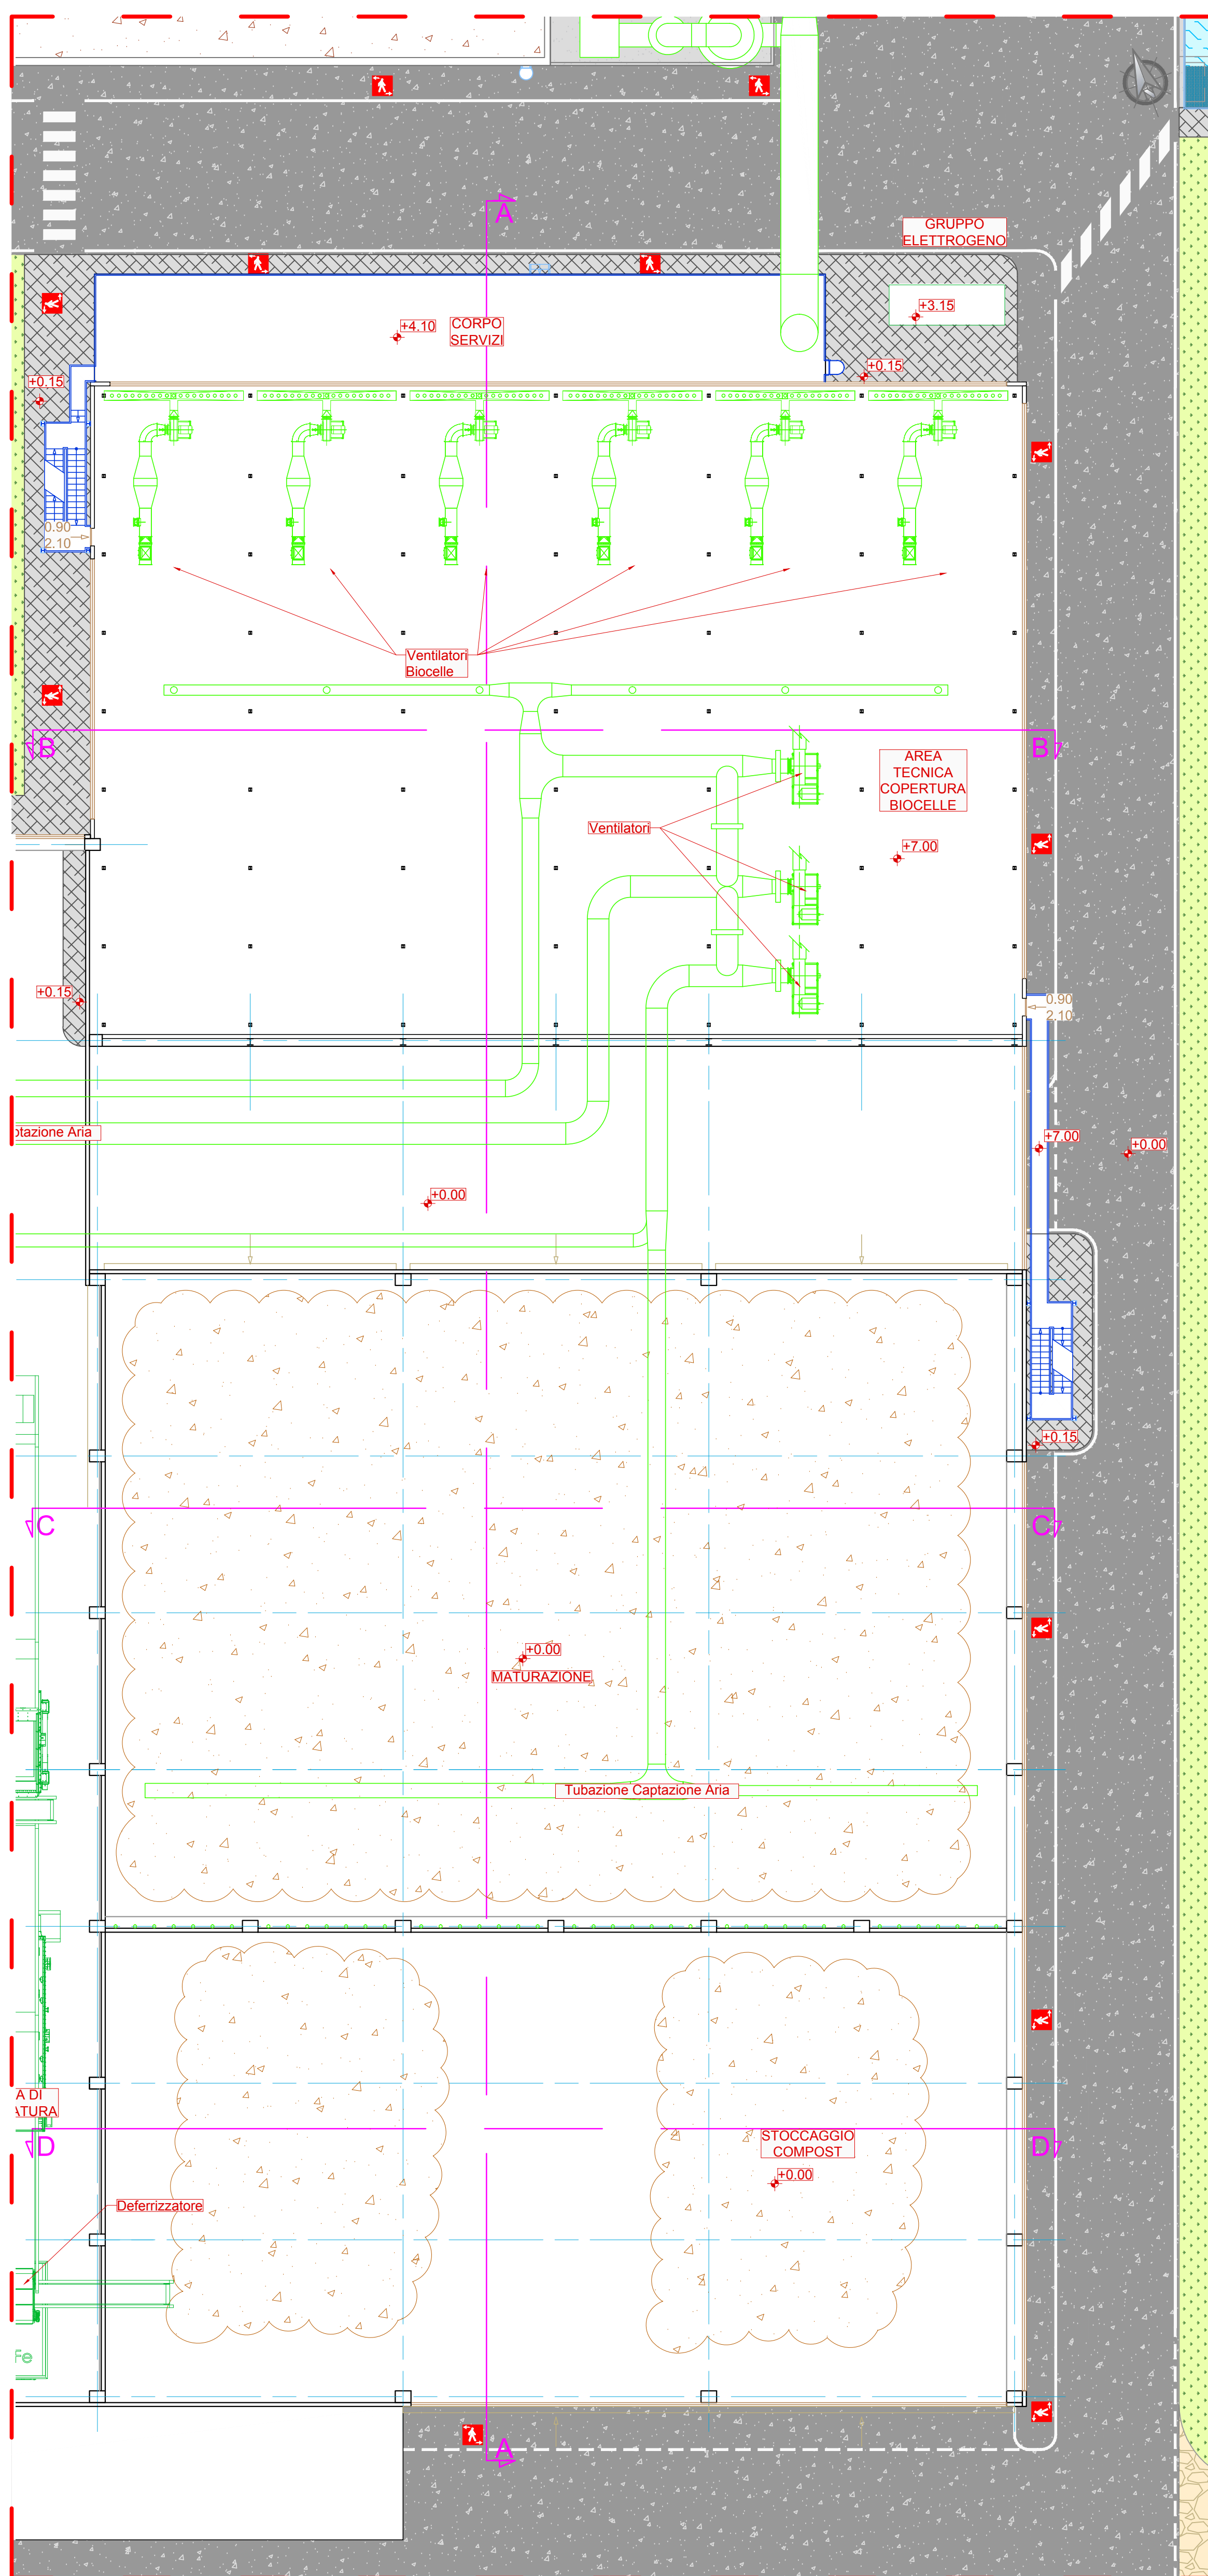 A
GRUPPO
ELETTROGENO
+3.15
+4.10
CORPO
SERVIZI
+0.15
+0.15
0.90
2.10
Ventilatori
Biocelle
B
B
AREA
TECNICA
COPERTURA
BIOCELLE
Ventilatori
+7.00
+0.15
0.90
2.10
otazione Aria
+7.00
+0.00
+0.00
+0.15
C
C
+0.00
MATURAZIONE
Tubazione Captazione Aria
A DI
ATURA
D
STOCCAGGIO
COMPOST
D
+0.00
Deferrizzatore
Fe
A